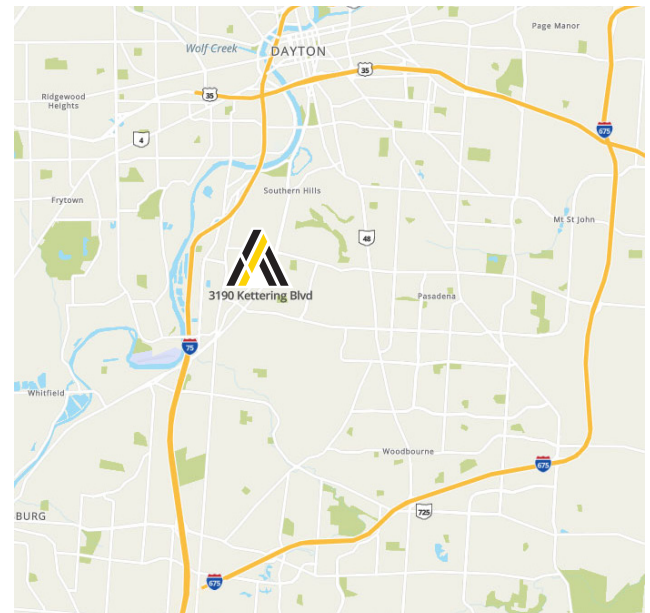 Page Manor
Wolf Creek
DAYTON
35
Ridgewood
Heights
35
675
4
Southern Hills
Frytown
Mt St John
48
3190 Kettering Blvd
Pasadena
75
Whitfield
Woodbourne
675
725
BURG
675